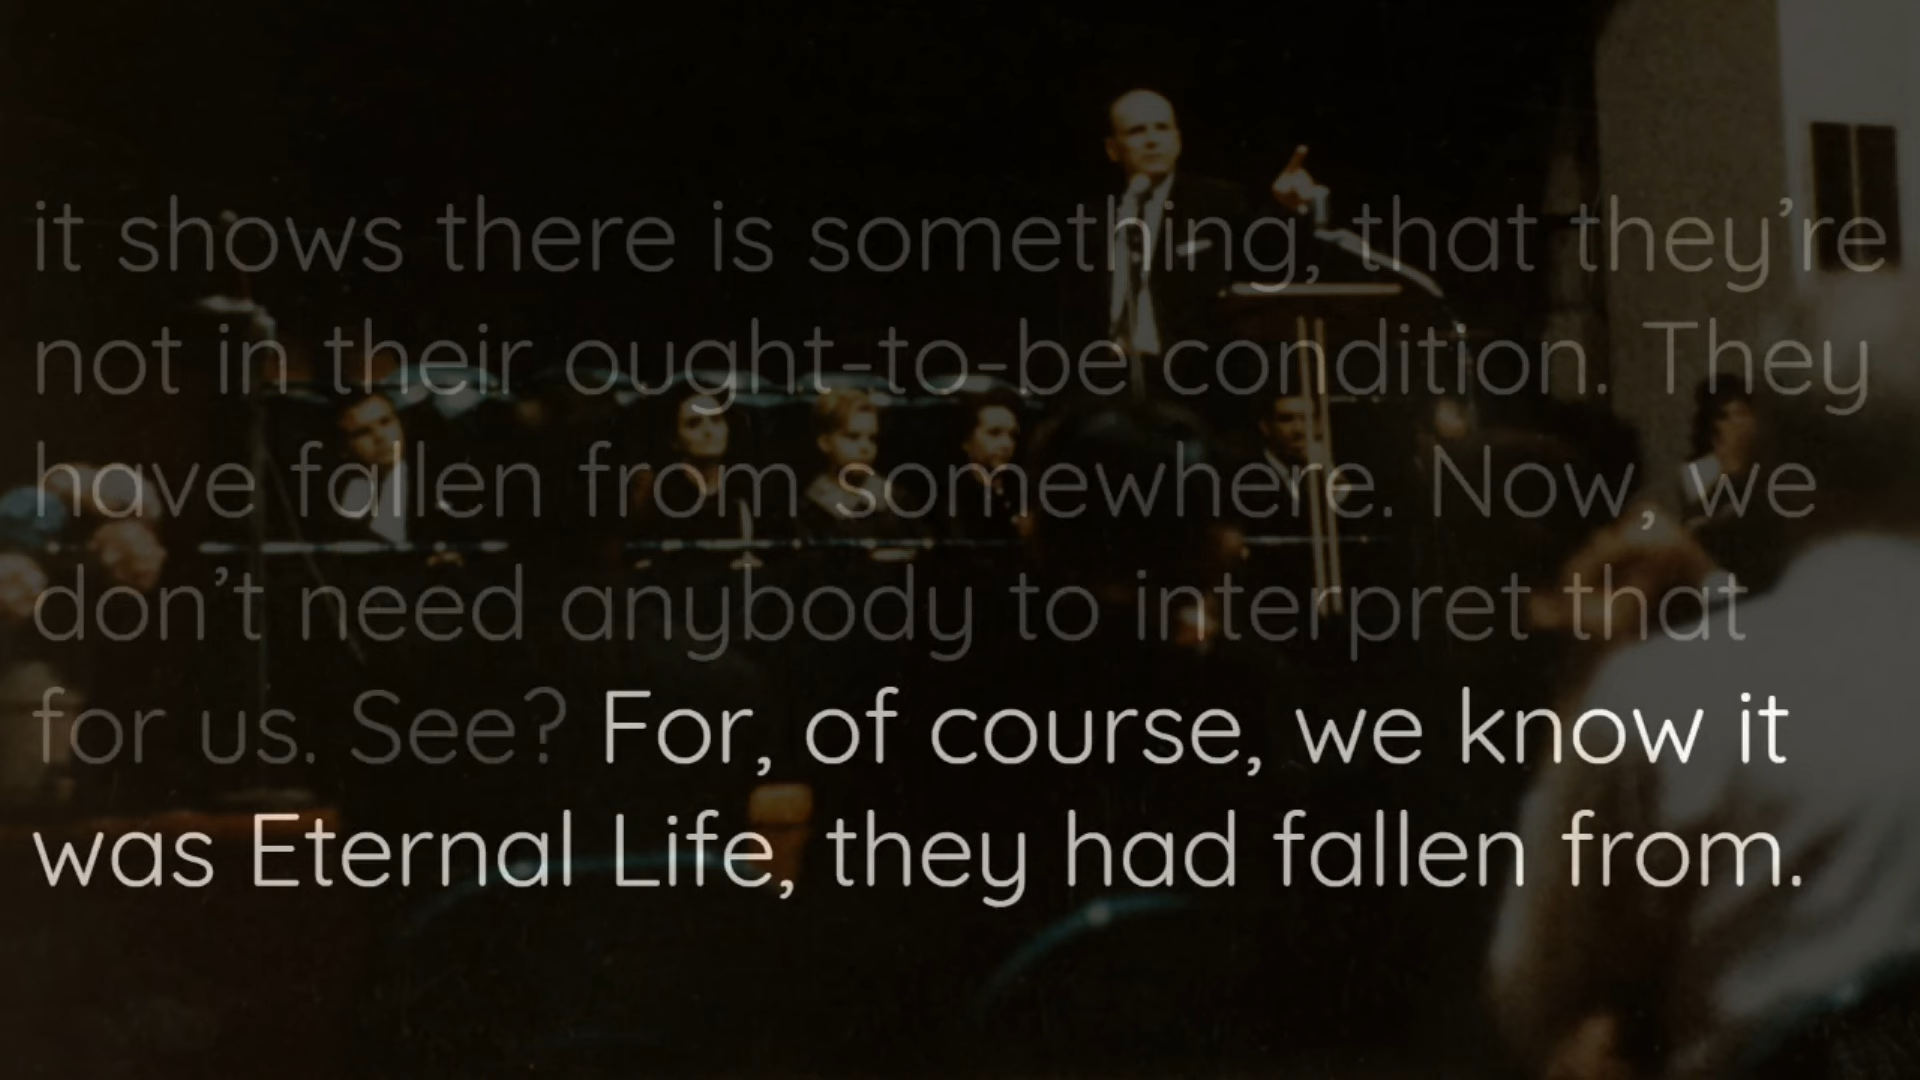 it shows there is something, that they’re
not in their ought-to-be condition. They
have fallen from somewhere. Now, we
don’t need anybody to interpret that
for us. See? For, of course, we know it
was Eternal Life, they had fallen from.